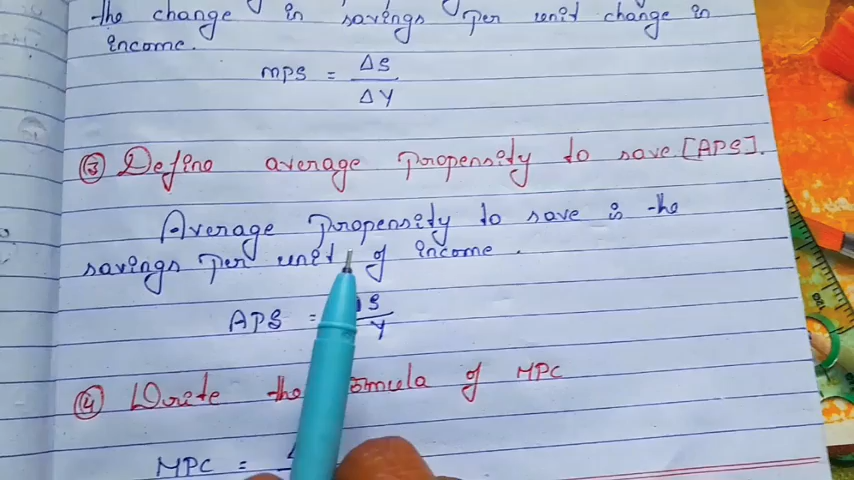 the change in savings per unit change in
income.
MPS = ΔS
ΔY
③ Define average propensity to save [APS].
Average propensity to save is the
savings per unit of income.
APS = S
Y
④ Write the formula of MPC
MPC =